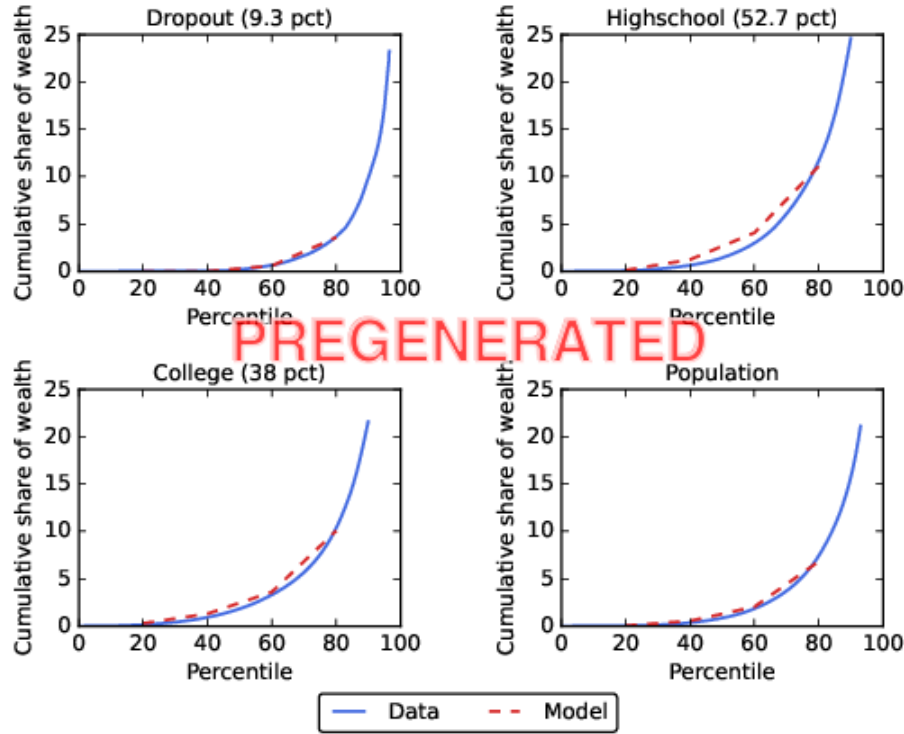 Dropout (9.3 pct)
Cumulative share of wealth
25
20
15
10
5
0
0 20 40 60 80 100
Percentile
Highschool (52.7 pct)
Cumulative share of wealth
25
20
15
10
5
0
0 20 40 60 80 100
Percentile
PREGENERATED
College (38 pct)
Cumulative share of wealth
25
20
15
10
5
0
0 20 40 60 80 100
Percentile
Population
Cumulative share of wealth
25
20
15
10
5
0
0 20 40 60 80 100
Percentile
Data Model